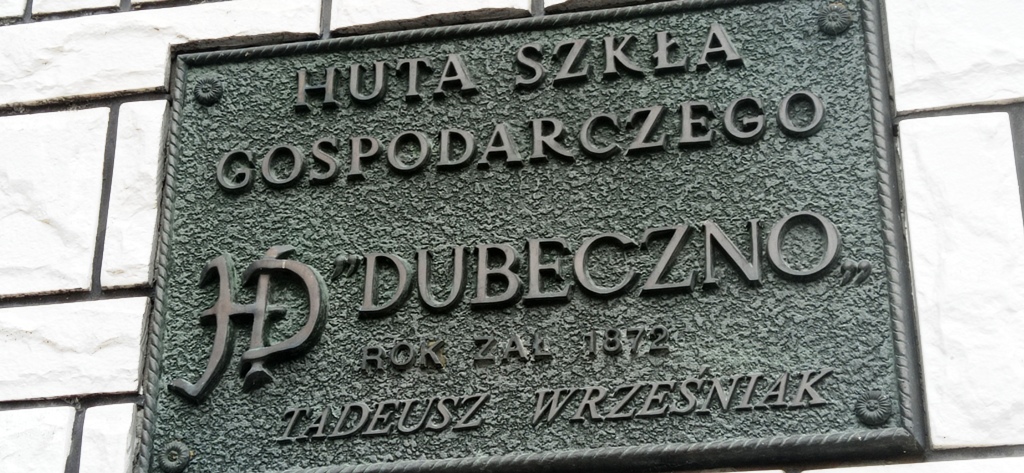 HUTA SZKŁA
GOSPODARCZEGO
HD "DUBECZNO„
ROK ZAŁ 1872
TADEUSZ WRZEŚNIAK